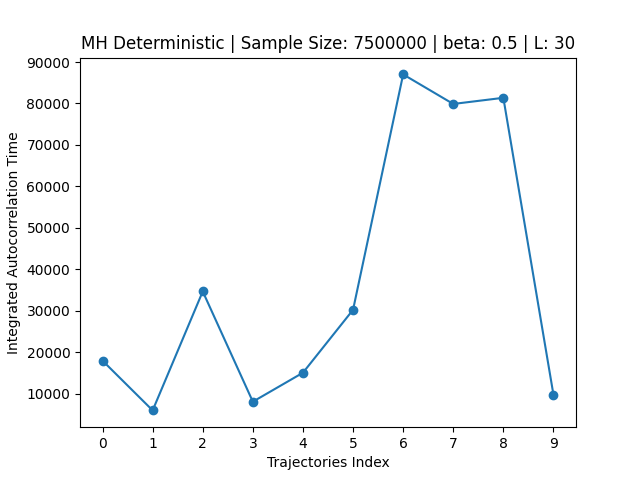 MH Deterministic | Sample Size: 7500000 | beta: 0.5 | L: 30
90000
80000
70000
60000
50000
40000
30000
20000
10000
Integrated Autocorrelation Time
0 1 2 3 4 5 6 7 8 9
Trajectories Index